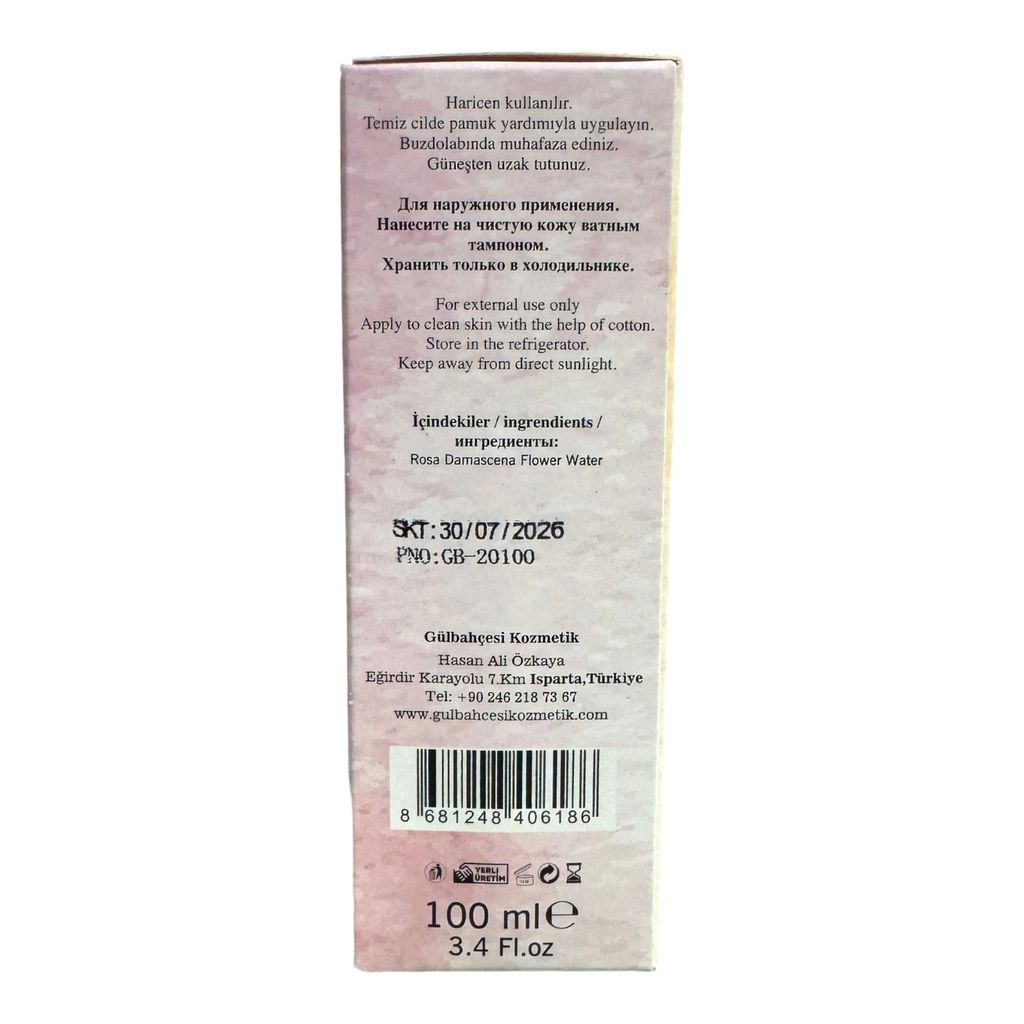 Haricen kullanılır.
Temiz cilde pamuk yardımıyla uygulayın.
Buzdolabında muhafaza ediniz.
Güneşten uzak tutunuz.
Для наружного применения.
Нанесите на чистую кожу ватным
тампоном.
Хранить только в холодильнике.
For external use only
Apply to clean skin with the help of cotton.
Store in the refrigerator.
Keep away from direct sunlight.
İçindekiler / ingrendients /
ингредиенты:
Rosa Damascena Flower Water
SKT:30/07/2026
PNO:GB-20100
Gülbahçesi Kozmetik
Hasan Ali Özkaya
Eğirdir Karayolu 7.Km Isparta,Türkiye
Tel: +90 246 218 73 67
www.gulbahcesikozmetik.com
8 681248 406186
YERLİ
ÜRETİM
100 ml℮
3.4 Fl.oz